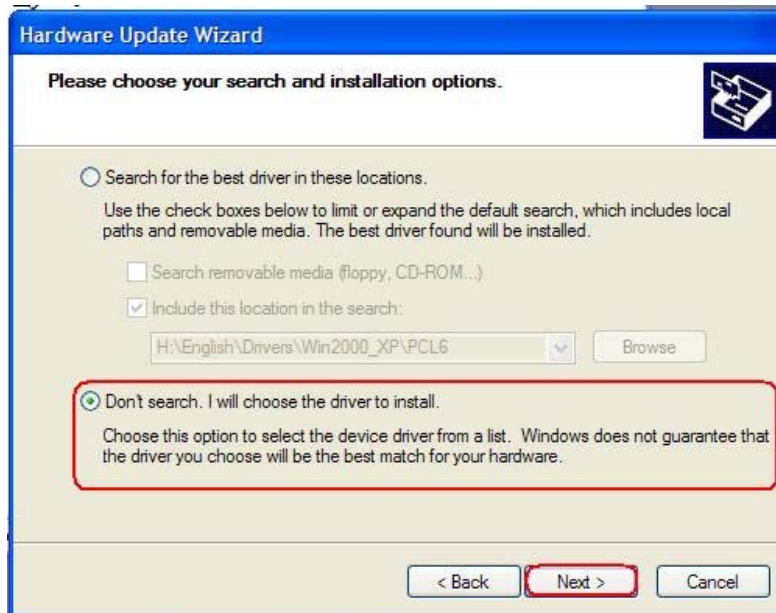 Hardware Update Wizard
Please choose your search and installation options.
Search for the best driver in these locations.
Use the check boxes below to limit or expand the default search, which includes local
paths and removable media. The best driver found will be installed.
Search removable media (floppy, CD-ROM...)
Include this location in the search:
H:\English\Drivers\Win2000_XP\PCL6
Browse
Don't search. I will choose the driver to install.
Choose this option to select the device driver from a list. Windows does not guarantee that
the driver you choose will be the best match for your hardware.
< Back Next > Cancel